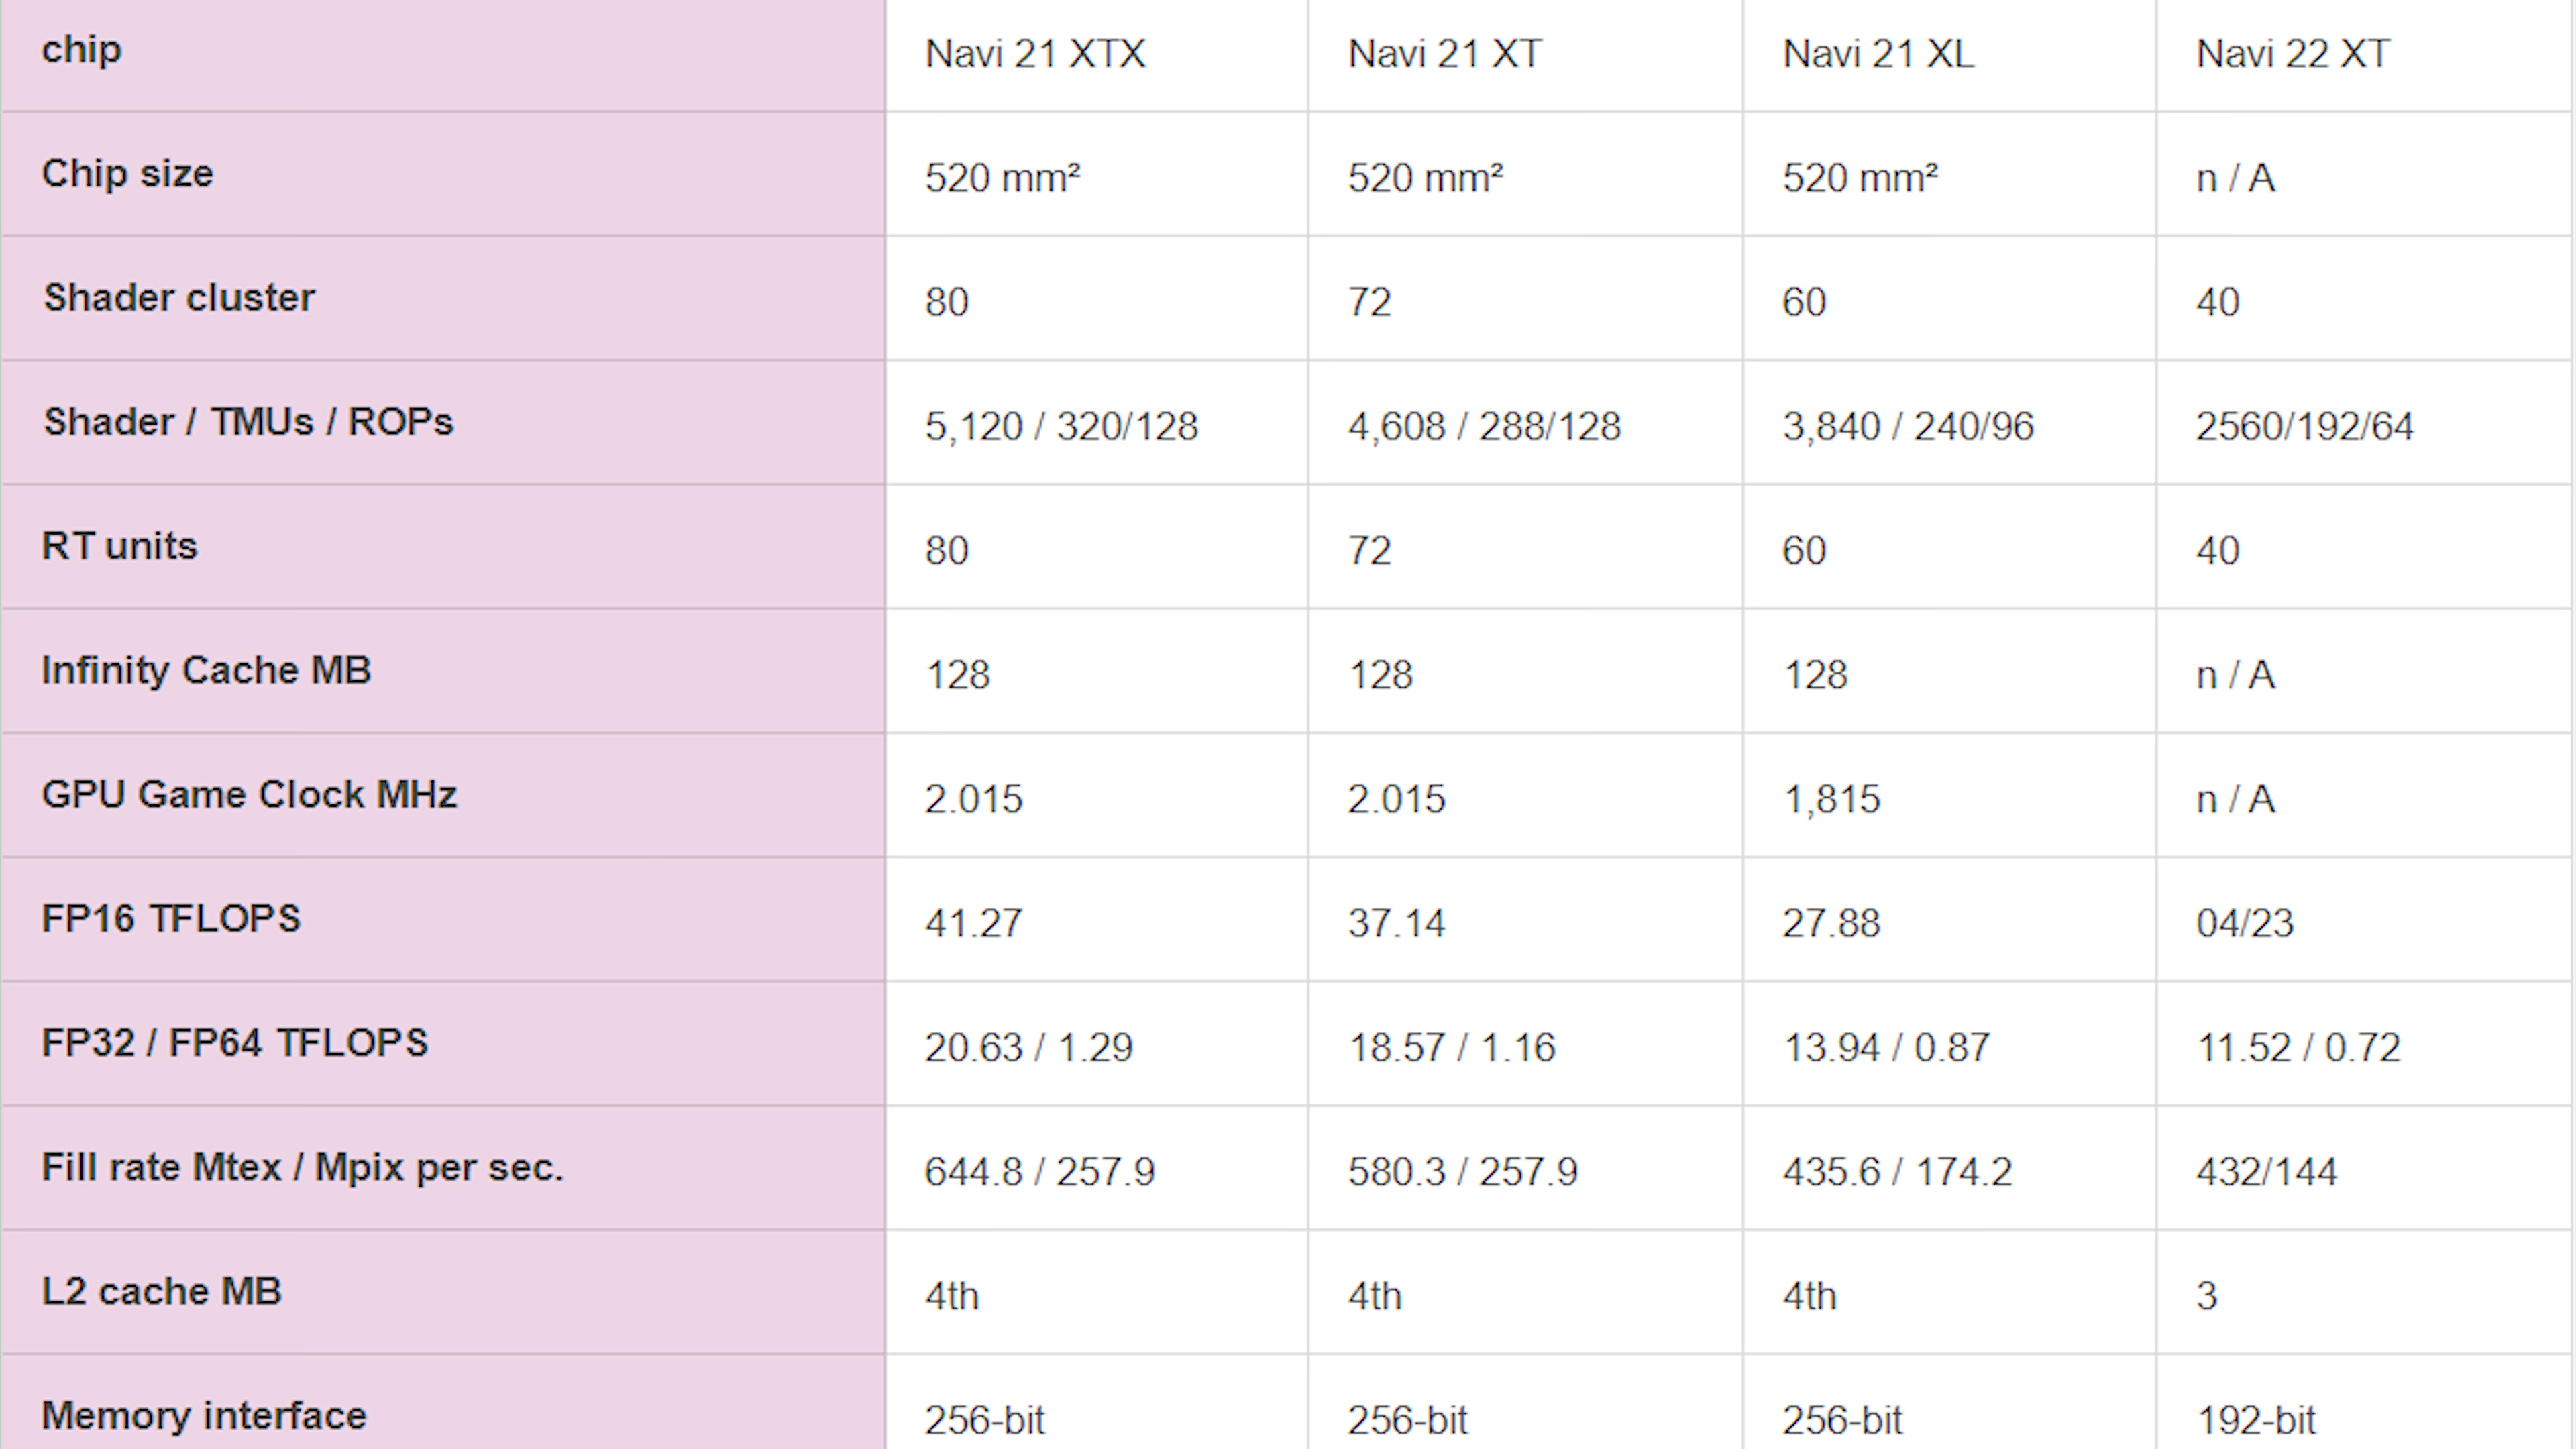 chip Navi 21 XTX Navi 21 XT Navi 21 XL Navi 22 XT
Chip size 520 mm² 520 mm² 520 mm² n / A
Shader cluster 80 72 60 40
Shader / TMUs / ROPs 5,120 / 320/128 4,608 / 288/128 3,840 / 240/96 2560/192/64
RT units 80 72 60 40
Infinity Cache MB 128 128 128 n / A
GPU Game Clock MHz 2.015 2.015 1,815 n / A
FP16 TFLOPS 41.27 37.14 27.88 04/23
FP32 / FP64 TFLOPS 20.63 / 1.29 18.57 / 1.16 13.94 / 0.87 11.52 / 0.72
Fill rate Mtex / Mpix per sec. 644.8 / 257.9 580.3 / 257.9 435.6 / 174.2 432/144
L2 cache MB 4th 4th 4th 3
Memory interface 256-bit 256-bit 256-bit 192-bit